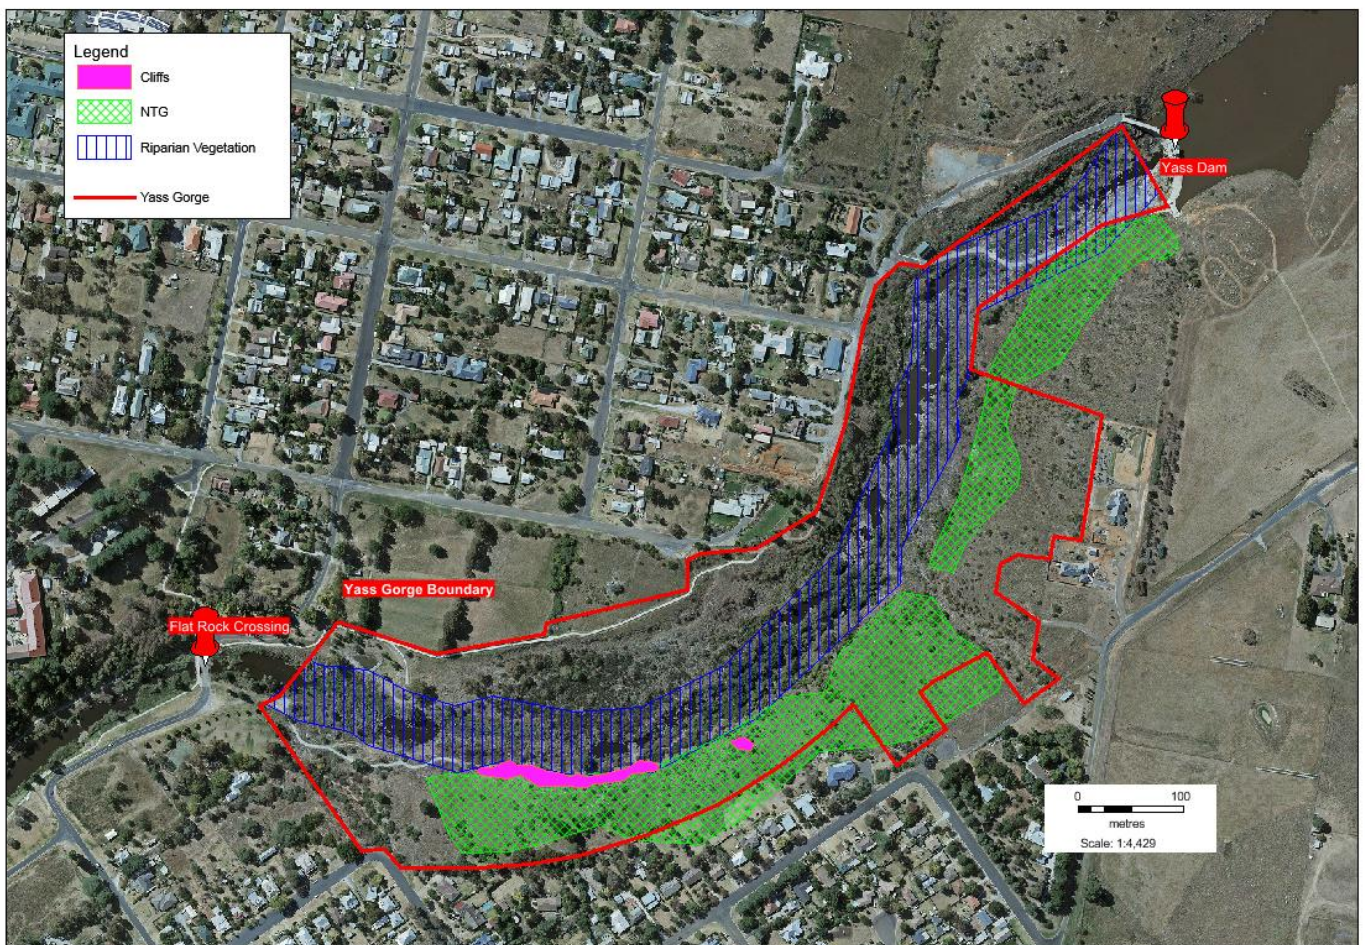 Legend
Cliffs
NTG
Riparian Vegetation
Yass Gorge
Yass Dam
Yass Gorge Boundary
Flat Rock Crossing
0 100
metres
Scale: 1:4,429